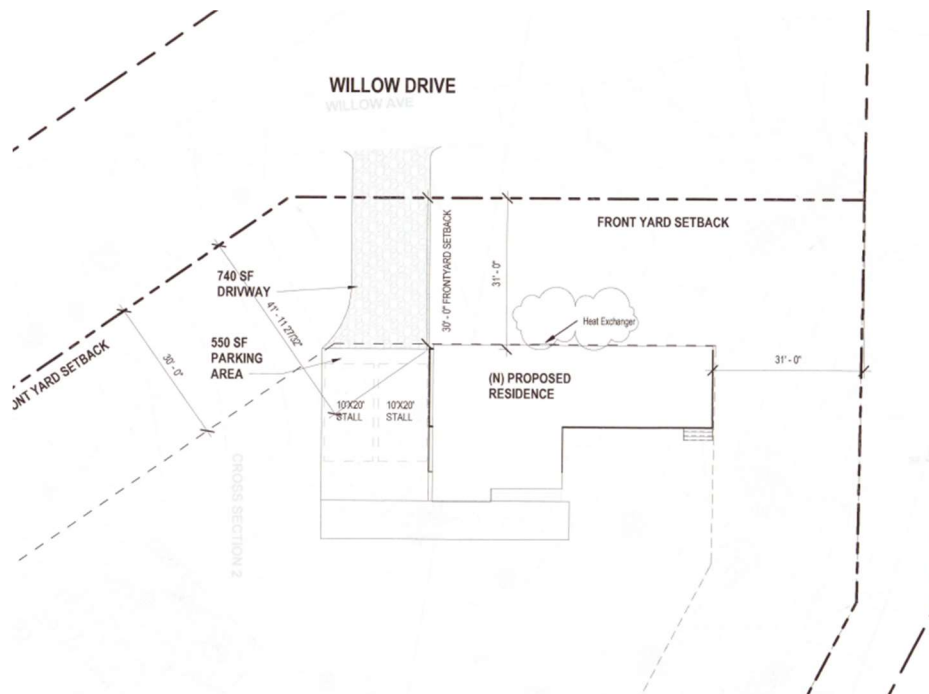 WILLOW DRIVE
WILLOW AVE
FRONT YARD SETBACK
30'- 0" FRONTYARD SETBACK
31' - 0"
740 SF
DRIVWAY
41' - 11 27/32"
Heat Exchanger
550 SF
PARKING
AREA
30' - 0"
ONT YARD SETBACK
31' - 0"
(N) PROPOSED
RESIDENCE
10'X20'
STALL
10'X20'
STALL
CROSS SECTION 2